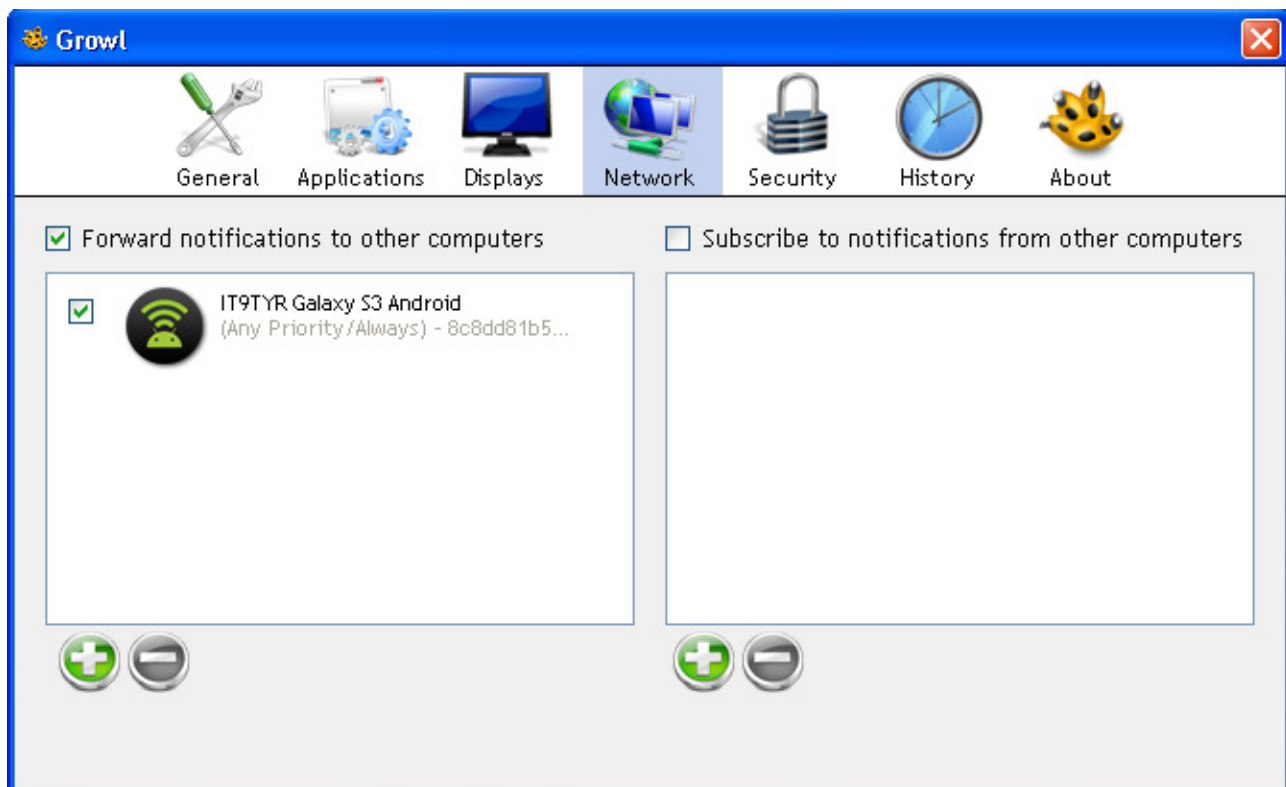 Growl
General Applications Displays Network Security History About
Forward notifications to other computers
Subscribe to notifications from other computers
IT9TYR Galaxy S3 Android
(Any Priority/Always) - 8c8dd81b5...